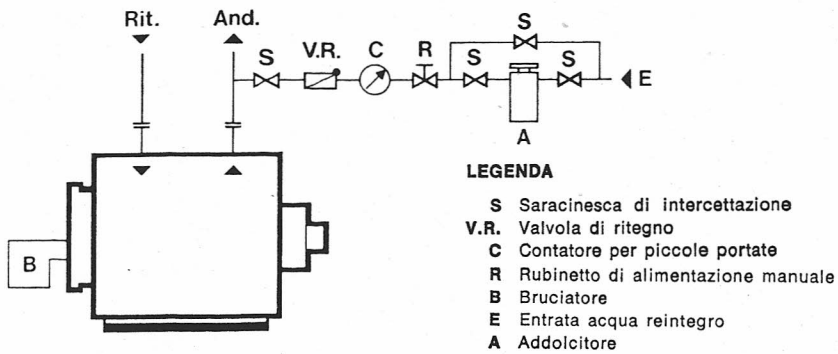 Rit. And.
S V.R. C R S S S
E
A
B
LEGENDA
S Saracinesca di intercettazione
V.R. Valvola di ritegno
C Contatore per piccole portate
R Rubinetto di alimentazione manuale
B Bruciatore
E Entrata acqua reintegro
A Addolcitore